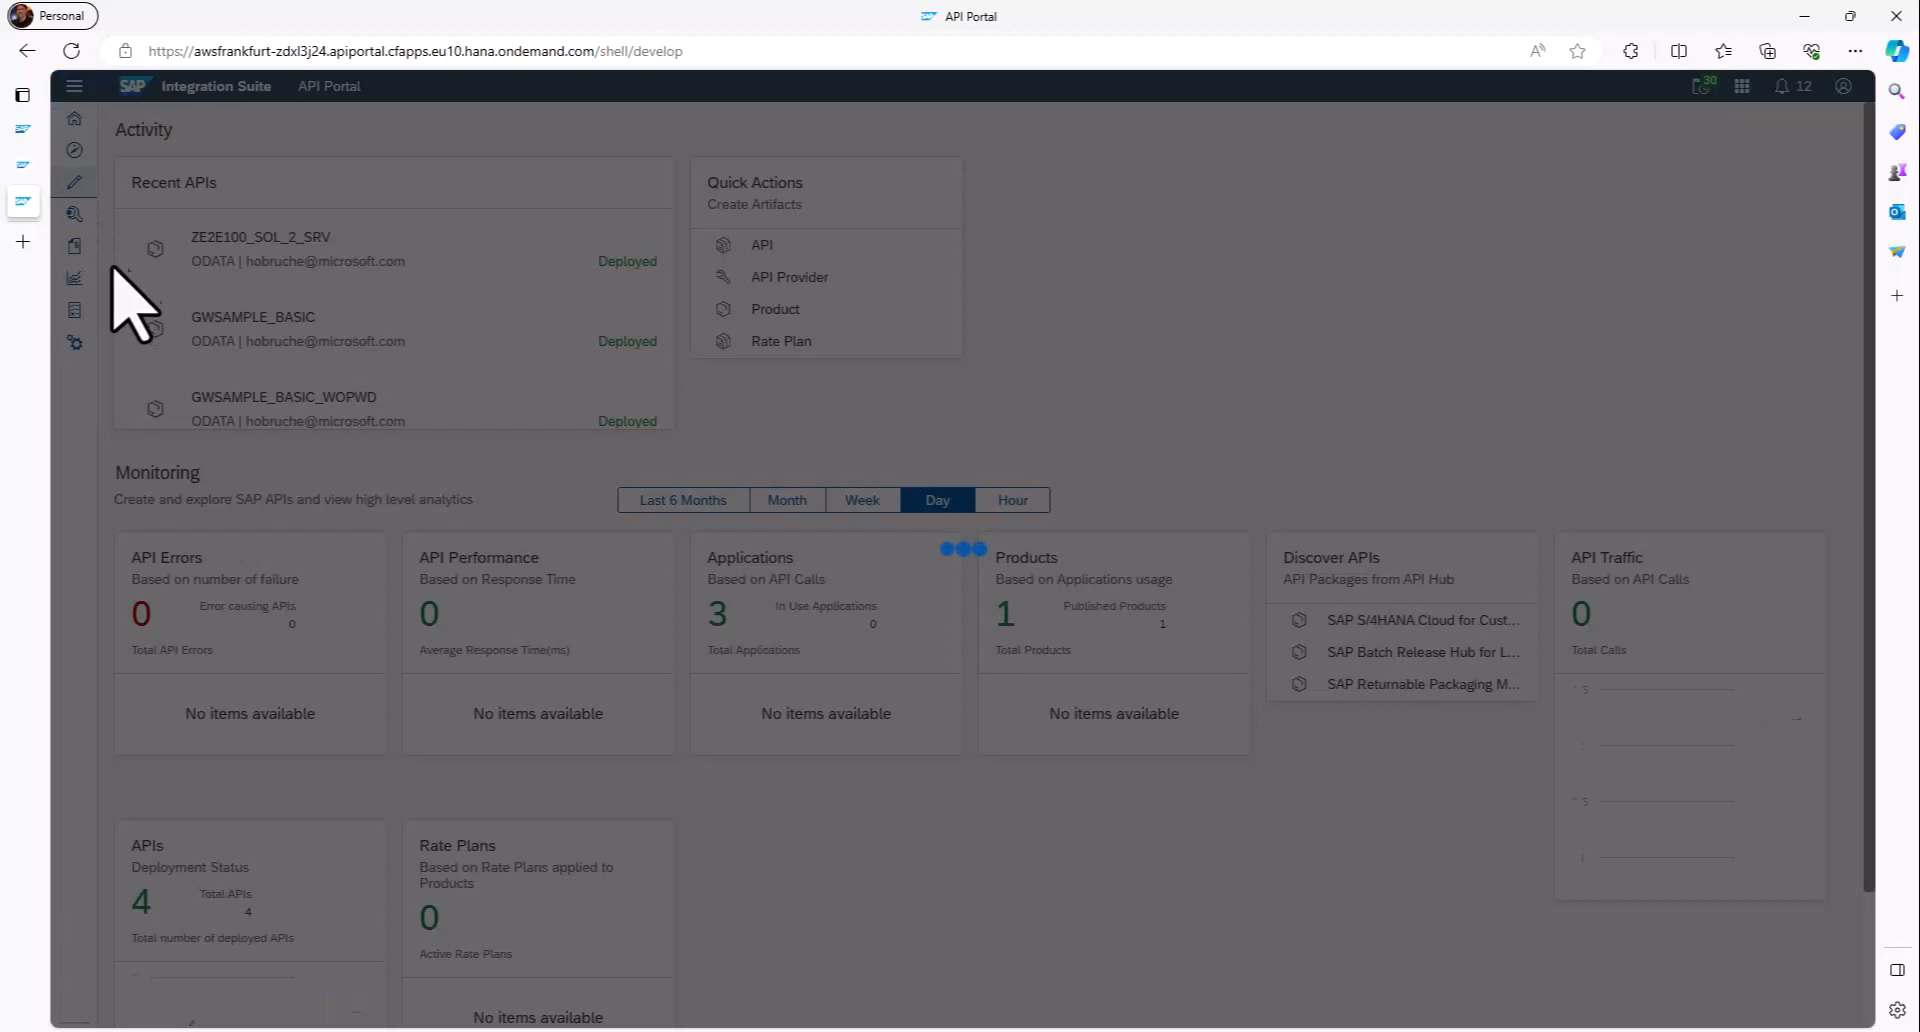 Personal
API Portal
https://awsfrankfurt-zdxl3j24.apiportal.cfapps.eu10.hana.ondemand.com/shell/develop
SAP Integration Suite API Portal
30
12
Activity
Recent APIs
ZE2E100_SOL_2_SRV
ODATA | hobruche@microsoft.com
Deployed
GWSAMPLE_BASIC
ODATA | hobruche@microsoft.com
Deployed
GWSAMPLE_BASIC_WOPWD
ODATA | hobruche@microsoft.com
Deployed
Quick Actions
Create Artifacts
API
API Provider
Product
Rate Plan
Monitoring
Create and explore SAP APIs and view high level analytics
Last 6 Months Month Week Day Hour
API Errors
Based on number of failure
0
Error causing APIs
0
Total API Errors
No items available
API Performance
Based on Response Time
0
Average Response Time(ms)
No items available
Applications
Based on API Calls
3
In Use Applications
0
Total Applications
No items available
Products
Based on Applications usage
1
Published Products
1
Total Products
No items available
Discover APIs
API Packages from API Hub
SAP S/4HANA Cloud for Cust...
SAP Batch Release Hub for L...
SAP Returnable Packaging M...
API Traffic
Based on API Calls
0
Total Calls
APIs
Deployment Status
4
Total APIs
4
Total number of deployed APIs
Rate Plans
Based on Rate Plans applied to
Products
0
Active Rate Plans
No items available